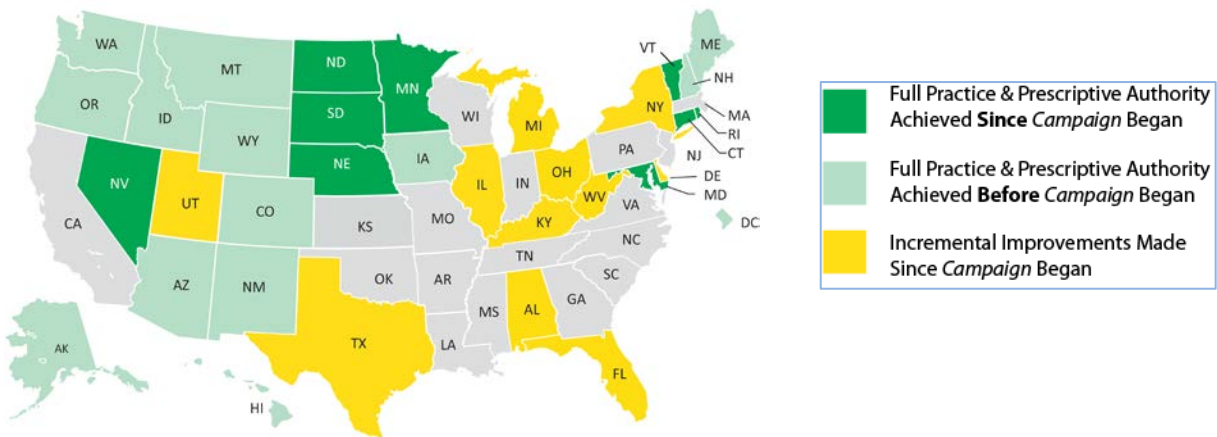 WA
MT
ND
MN
VT
ME
OR
ID
SD
WI
NY
NH
WY
MI
MA
RI
NE
IA
PA
CT
NV
NJ
IL
IN
OH
DE
UT
CO
WV
MD
CA
KS
MO
KY
VA
DC
TN
NC
AZ
NM
OK
AR
SC
MS
AL
GA
TX
LA
FL
AK
HI
Full Practice & Prescriptive Authority
Achieved Since Campaign Began
Full Practice & Prescriptive Authority
Achieved Before Campaign Began
Incremental Improvements Made
Since Campaign Began